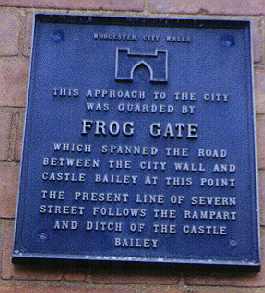 WORCESTER CITY WALLS
THIS APPROACH TO THE CITY
WAS GUARDED BY
FROG GATE
WHICH SPANNED THE ROAD
BETWEEN THE CITY WALL AND
CASTLE BAILEY AT THIS POINT
THE PRESENT LINE OF SEVERN
STREET FOLLOWS THE RAMPART
AND DITCH OF THE CASTLE
BAILEY